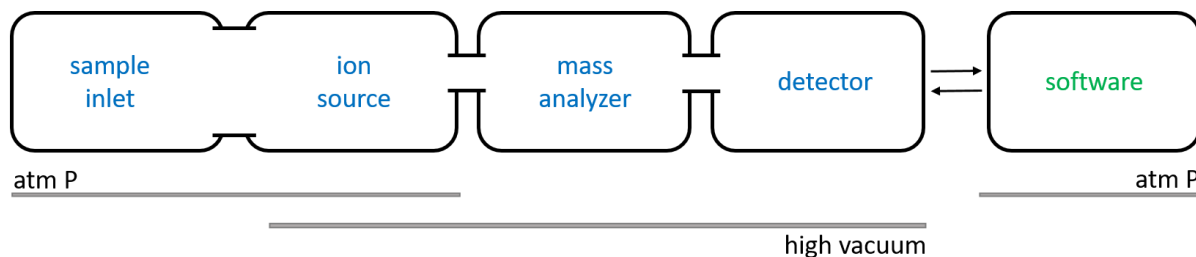 sample
inlet
ion
source
mass
analyzer
detector
software
atm P
atm P
high vacuum